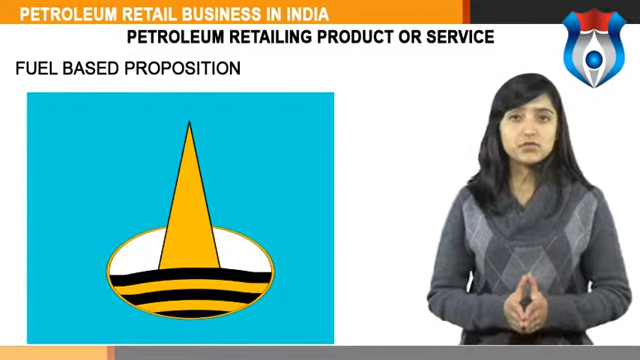 PETROLEUM RETAIL BUSINESS IN INDIA
PETROLEUM RETAILING PRODUCT OR SERVICE
FUEL BASED PROPOSITION